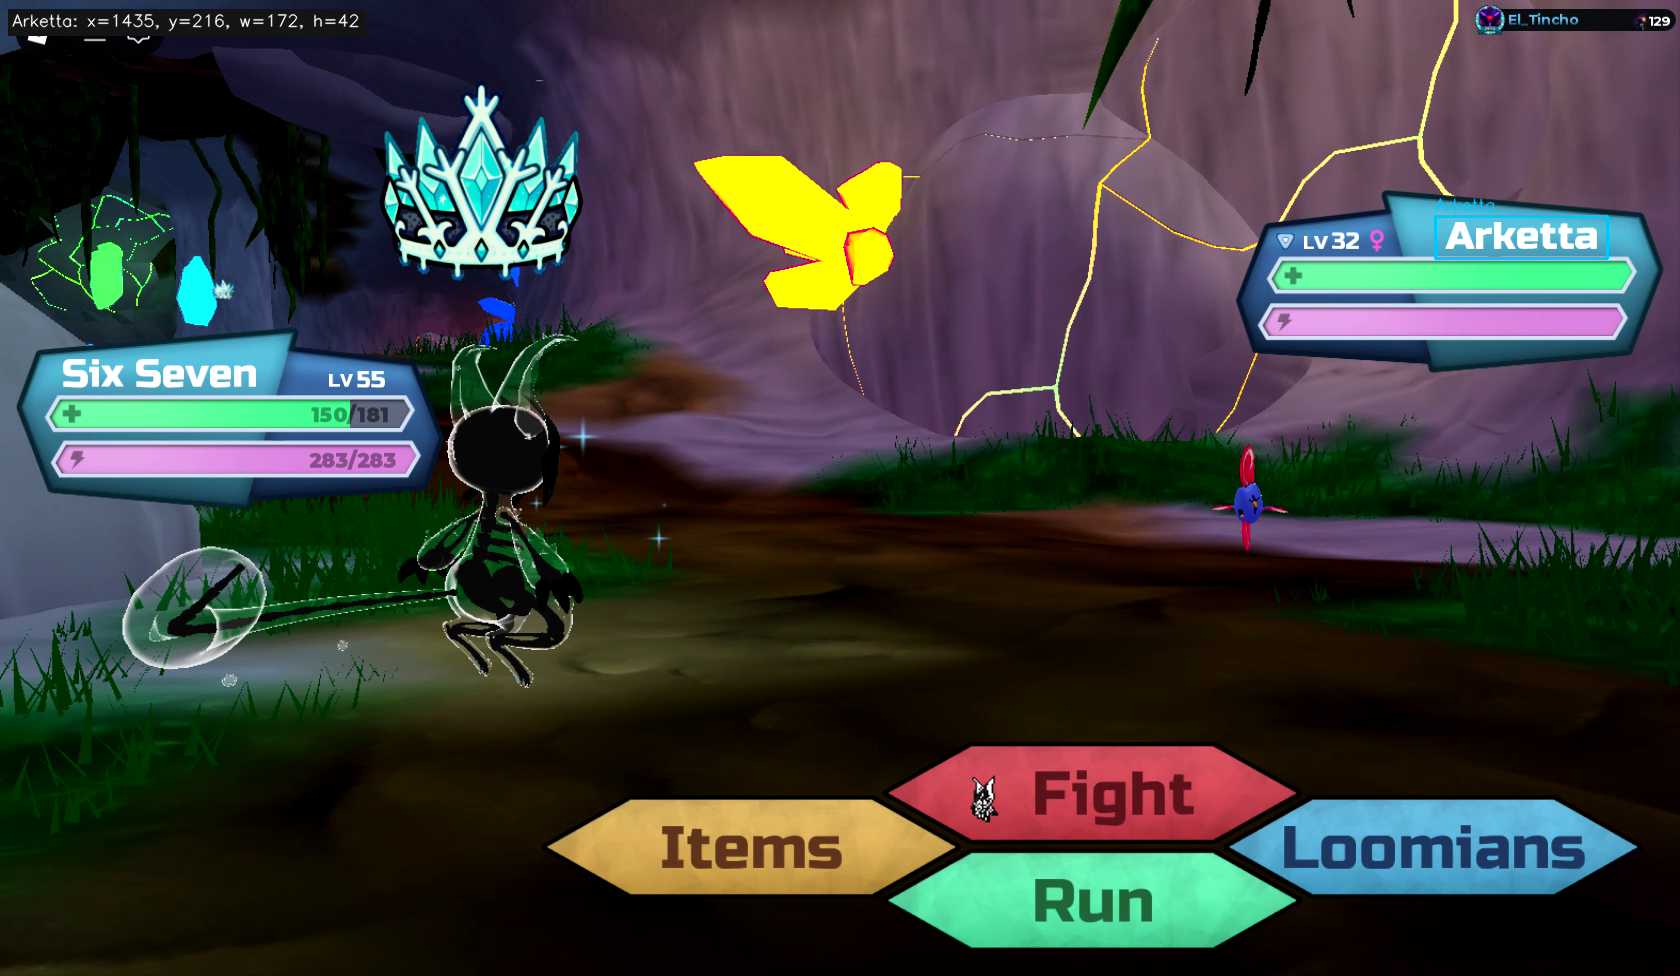 Arketta: x=1435, y=216, w=172, h=42
El_Tincho
129
Arketta
LV 32 ♀
Arketta
Six Seven
LV 55
150/181
283/283
Fight
Items
Loomians
Run